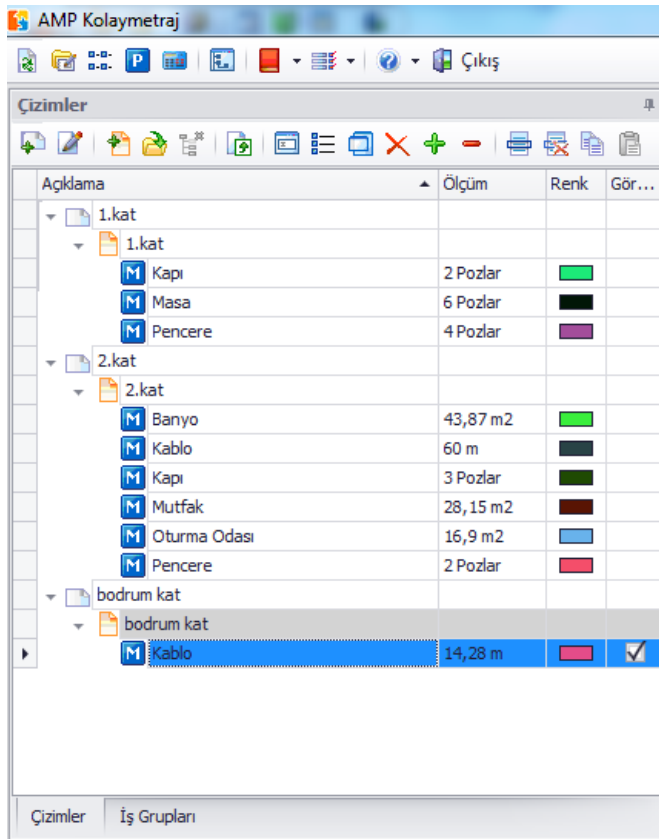 AMP Kolaymetraj
P Çıkış
Çizimler
Açıklama Ölçüm Renk Gör...
1.kat
1.kat
M Kapı 2 Pozlar
M Masa 6 Pozlar
M Pencere 4 Pozlar
2.kat
2.kat
M Banyo 43,87 m2
M Kablo 60 m
M Kapı 3 Pozlar
M Mutfak 28,15 m2
M Oturma Odası 16,9 m2
M Pencere 2 Pozlar
bodrum kat
bodrum kat
M Kablo 14,28 m
Çizimler İş Grupları